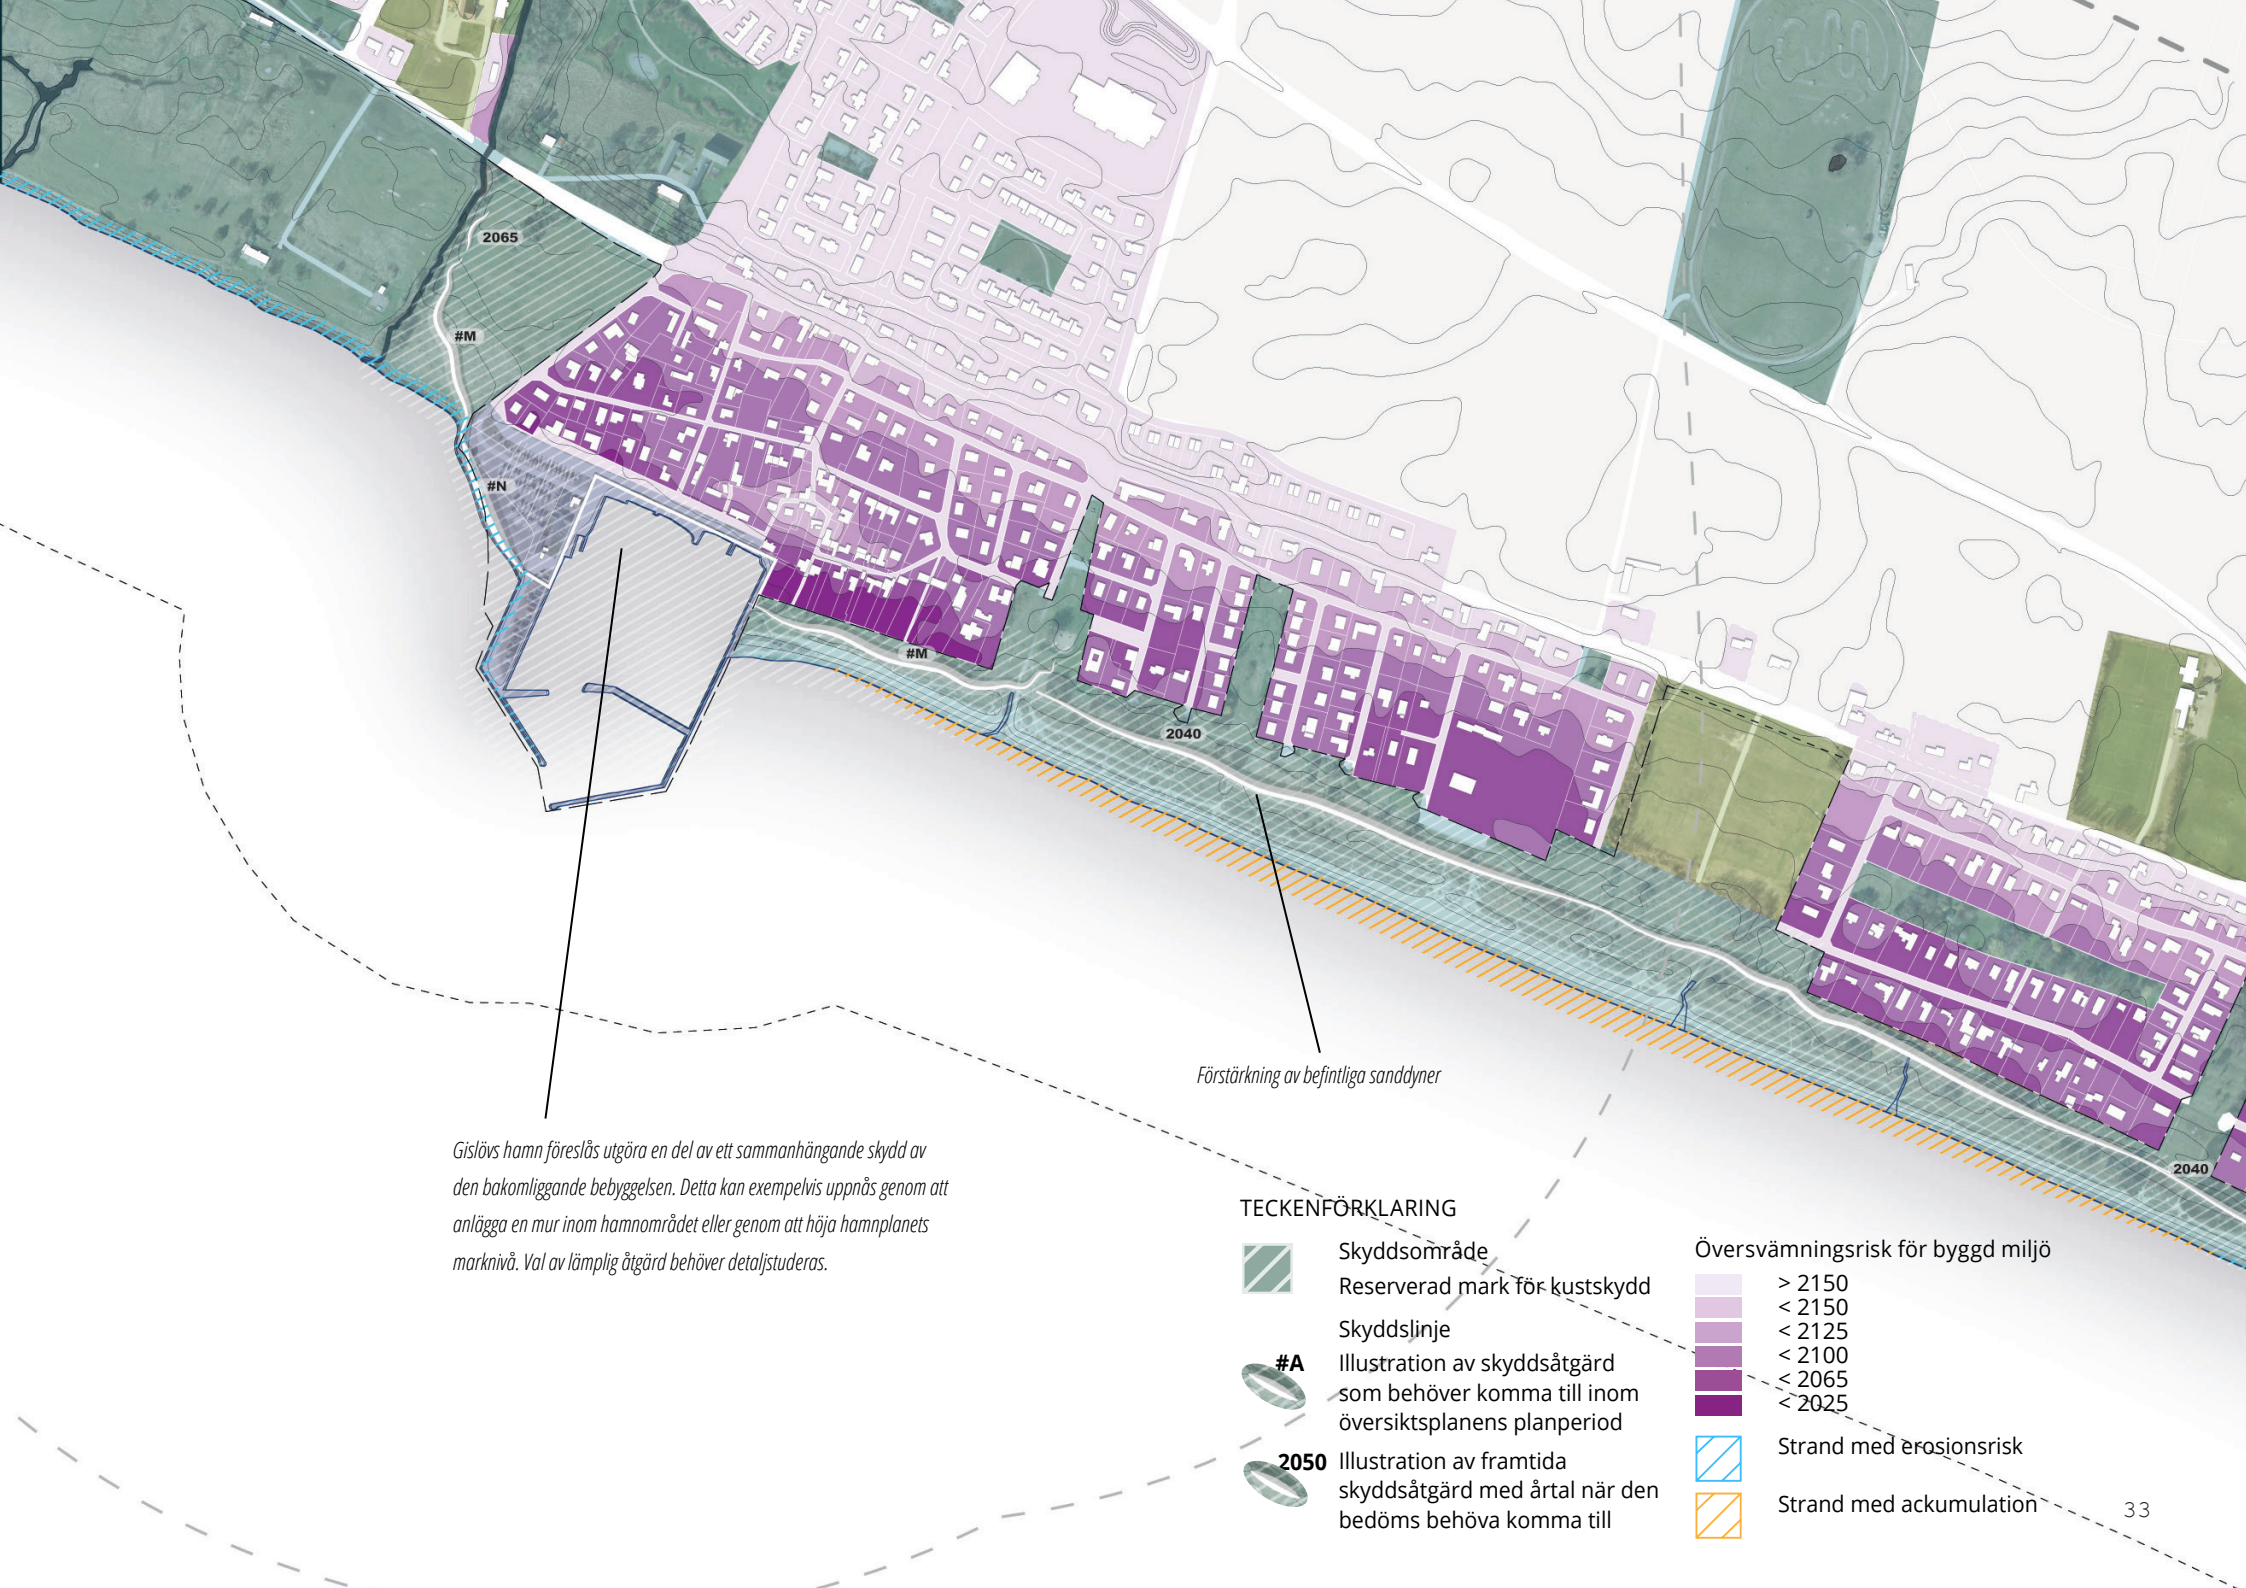 2065
#M
#N
#M
2040
2040
Förstärkning av befintliga sanddyner
Gislövs hamn föreslås utgöra en del av ett sammanhängande skydd av
den bakomliggande bebyggelsen. Detta kan exempelvis uppnås genom att
anlägga en mur inom hamnområdet eller genom att höja hamnplanets
marknivå. Val av lämplig åtgärd behöver detaljstuderas.
TECKENFÖRKLARING
Skyddsområde
Reserverad mark för kustskydd
Skyddslinje
#A Illustration av skyddsåtgärd
som behöver komma till inom
översiktsplanens planperiod
2050 Illustration av framtida
skyddsåtgärd med årtal när den
bedöms behöva komma till
Översvämningsrisk för byggd miljö
> 2150
< 2150
< 2125
< 2100
< 2065
< 2025
Strand med erosionsrisk
Strand med ackumulation
33